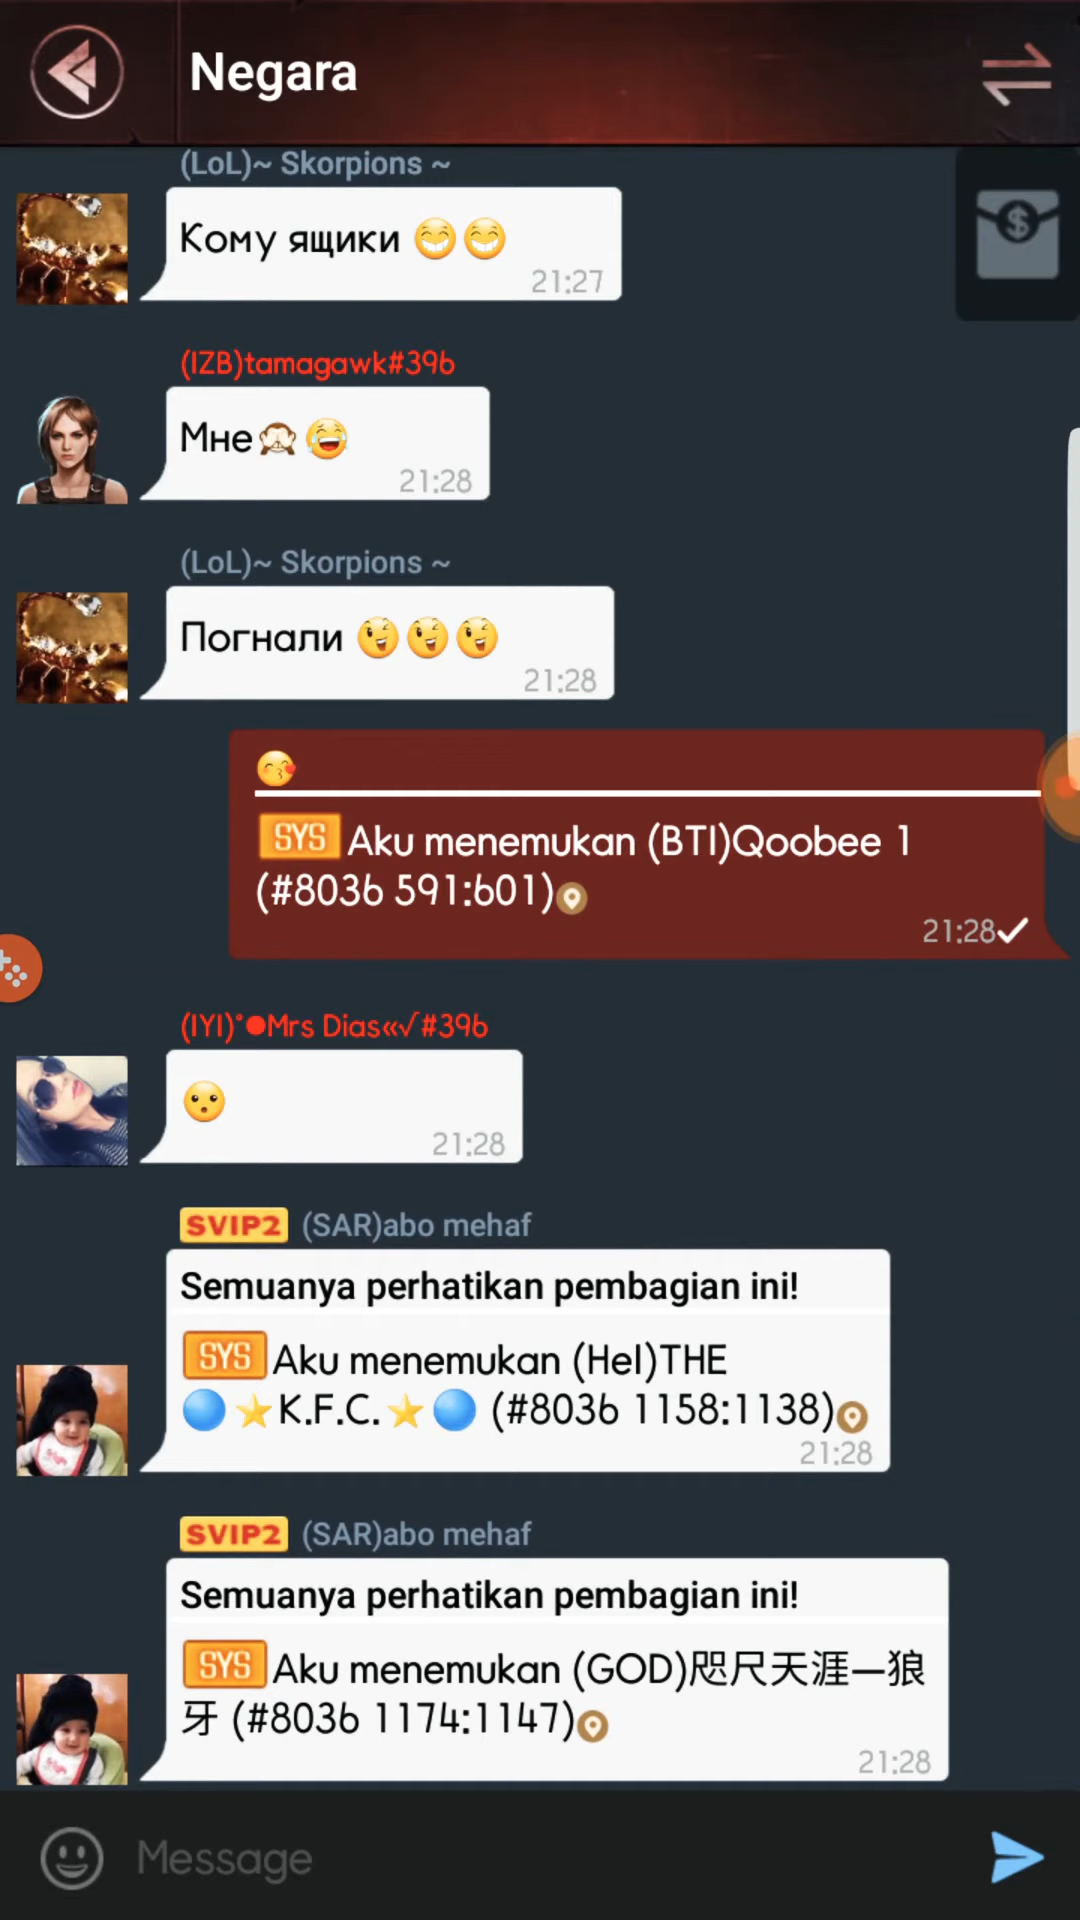 Negara
(LoL)~ Skorpions ~
Кому ящики 😁😁
21:27
(IZB)tamagawk#396
Мне🙈😂
21:28
(LoL)~ Skorpions ~
Погнали 😉😉😉
21:28
😘
SYS Aku menemukan (BTI)Qoobee 1
(#8036 591:601)
21:28✓
(IYI)°●Mrs Dias«√#396
😮
21:28
SVIP2 (SAR)abo mehaf
Semuanya perhatikan pembagian ini!
SYS Aku menemukan (Hel)THE
🔵⭐K.F.C.⭐🔵 (#8036 1158:1138)
21:28
SVIP2 (SAR)abo mehaf
Semuanya perhatikan pembagian ini!
SYS Aku menemukan (GOD)咫尺天涯—狼
牙 (#8036 1174:1147)
21:28
Message